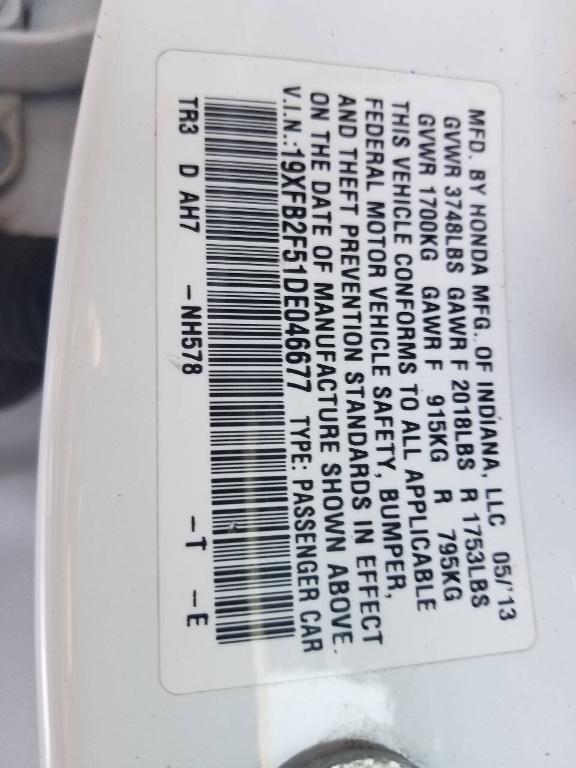 MFD. BY HONDA MFG. OF INDIANA, LLC 05/'13
GVWR 3748LBS GAWR F 2018LBS R 1753LBS
GVWR 1700KG GAWR F 915KG R 795KG
THIS VEHICLE CONFORMS TO ALL APPLICABLE
FEDERAL MOTOR VEHICLE SAFETY, BUMPER,
AND THEFT PREVENTION STANDARDS IN EFFECT
ON THE DATE OF MANUFACTURE SHOWN ABOVE.
V.I.N.:19XFB2F51DE046677 TYPE: PASSENGER CAR
TR3 D AH7 -NH578 -T -E